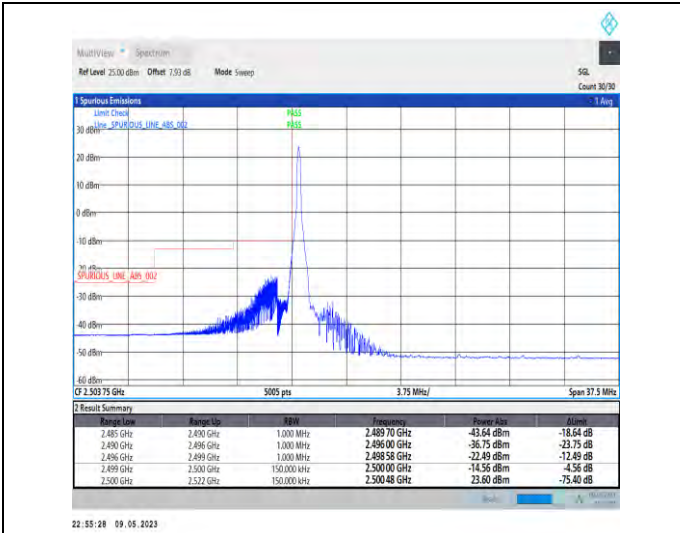 MultiView Spectrum
Ref Level 25.00 dBm Offset 7.93 dB Mode Sweep SGL
Count 30/30
1 Spurious Emissions 1 Avg
Limit Check PASS
Line _SPURIOUS_LINE_ABS_002 PASS
30 dBm
20 dBm
10 dBm
0 dBm
-10 dBm
-20 dBm
_SPURIOUS_LINE_ABS_002
-30 dBm
-40 dBm
-50 dBm
-60 dBm
CF 2.503 75 GHz 5005 pts 3.75 MHz/ Span 37.5 MHz
2 Result Summary
Range Low Range Up RBW Frequency Power Abs ΔLimit
2.485 GHz 2.490 GHz 1.000 MHz 2.489 70 GHz -43.64 dBm -18.64 dB
2.490 GHz 2.496 GHz 1.000 MHz 2.496 00 GHz -36.75 dBm -23.75 dB
2.496 GHz 2.499 GHz 1.000 MHz 2.498 58 GHz -22.49 dBm -12.49 dB
2.499 GHz 2.500 GHz 150.000 kHz 2.500 00 GHz -14.56 dBm -4.56 dB
2.500 GHz 2.522 GHz 150.000 kHz 2.500 48 GHz 23.60 dBm -75.40 dB
22:55:28 09.05.2023